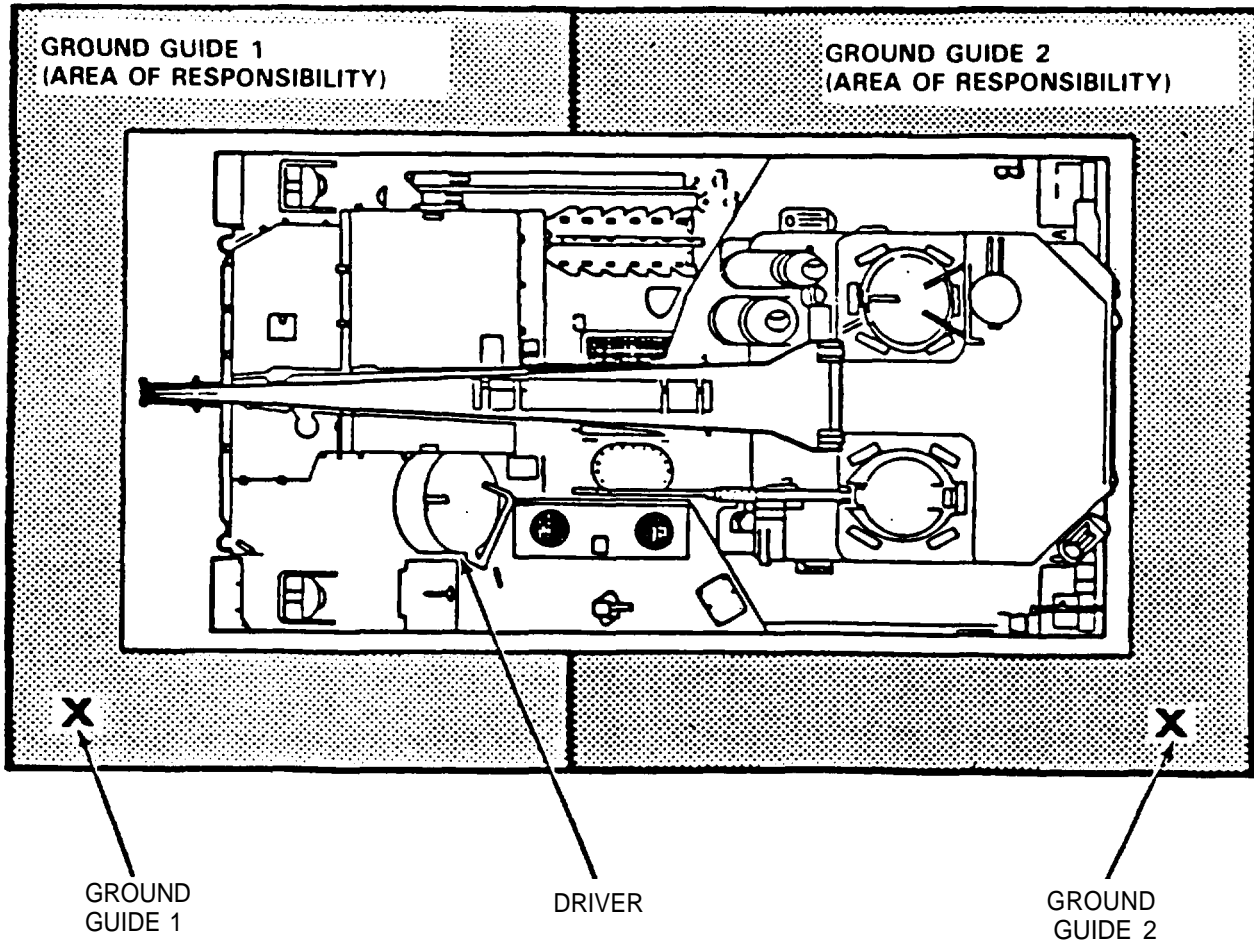 GROUND GUIDE 1
(AREA OF RESPONSIBILITY)
GROUND GUIDE 2
(AREA OF RESPONSIBILITY)
X
X
GROUND
GUIDE 1
DRIVER
GROUND
GUIDE 2